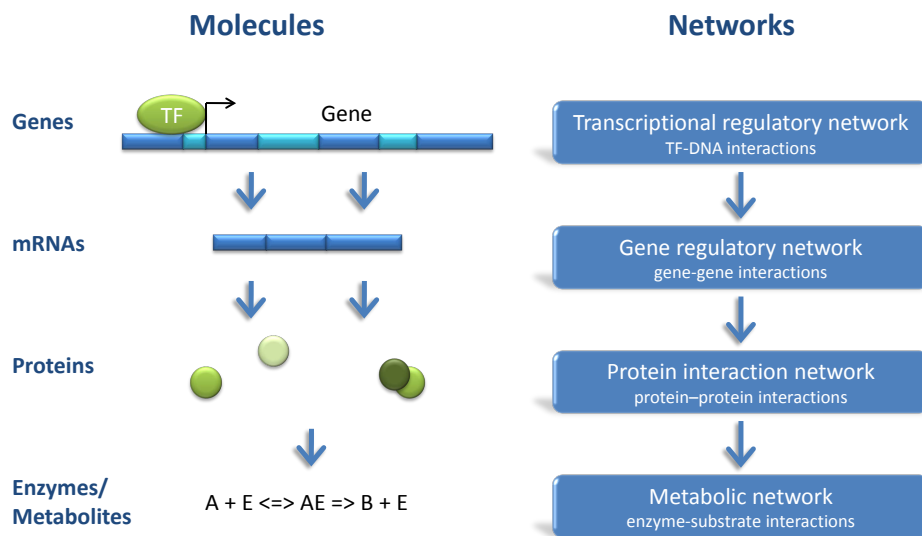 Molecules
Networks
TF
Gene
Genes
Transcriptional regulatory network
TF-DNA interactions
mRNAs
Gene regulatory network
gene-gene interactions
Proteins
Protein interaction network
protein–protein interactions
Enzymes/
Metabolites
A + E <=> AE => B + E
Metabolic network
enzyme-substrate interactions